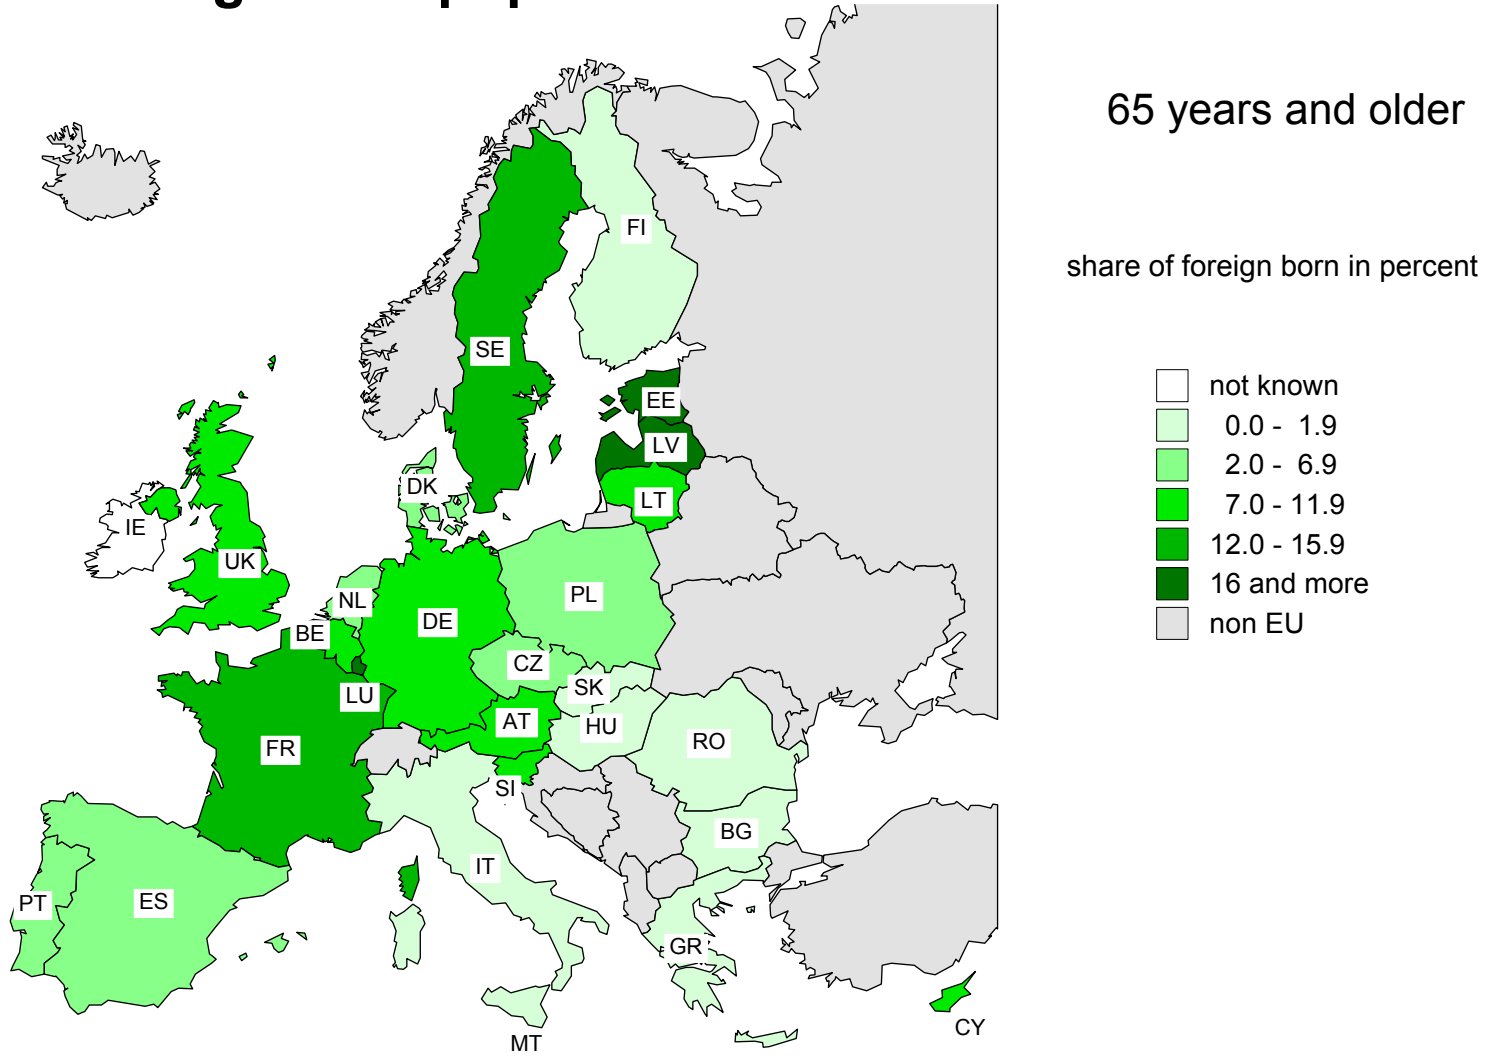 65 years and older
share of foreign born in percent
not known
0.0 - 1.9
2.0 - 6.9
7.0 - 11.9
12.0 - 15.9
16 and more
non EU
FI
SE
EE
LV
DK
LT
IE
UK
NL
PL
DE
BE
CZ
SK
LU
AT
HU
FR
RO
SI
BG
IT
PT
ES
GR
CY
MT